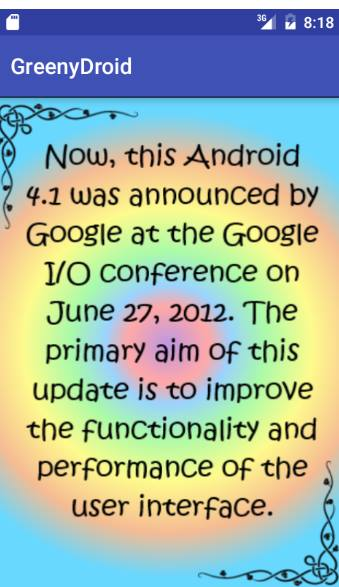 3G 8:18
GreenyDroid
Now, this Android
4.1 was announced by
Google at the Google
I/O conference on
June 27, 2012. The
primary aim of this
update is to improve
the functionality and
performance of the
user interface.